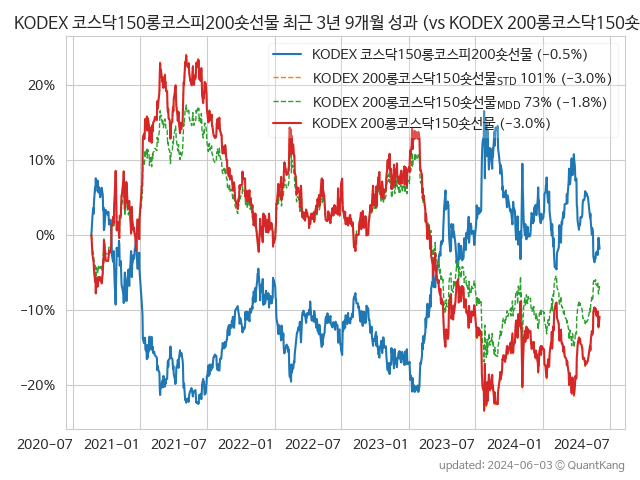 KODEX 코스닥150롱코스피200숏선물 최근 3년 9개월 성과 (vs KODEX 200롱코스닥150숏
KODEX 코스닥150롱코스피200숏선물 (−0.5%)
KODEX 200롱코스닥150숏선물STD 101% (−3.0%)
KODEX 200롱코스닥150숏선물MDD 73% (−1.8%)
KODEX 200롱코스닥150숏선물 (−3.0%)
20%
10%
0%
−10%
−20%
2020-07 2021-01 2021-07 2022-01 2022-07 2023-01 2023-07 2024-01 2024-07
updated: 2024-06-03 ⓒ QuantKang